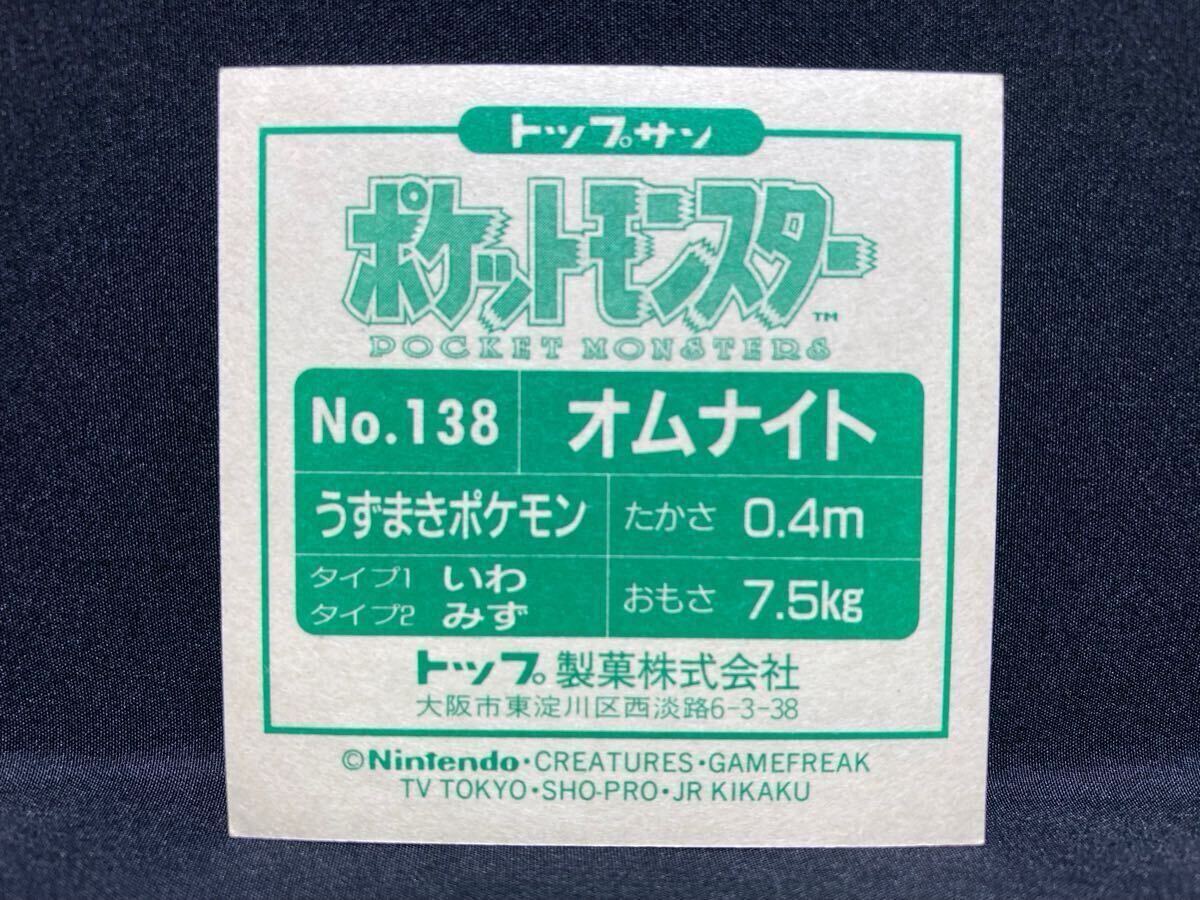 トップサン
ポケットモンスター™
POCKET MONSTERS
No.138 オムナイト
うずまきポケモン たかさ 0.4m
タイプ1 いわ
タイプ2 みず
おもさ 7.5kg
トップ製菓株式会社
大阪市東淀川区西淡路6-3-38
©Nintendo・CREATURES・GAMEFREAK
TV TOKYO・SHO-PRO・JR KIKAKU